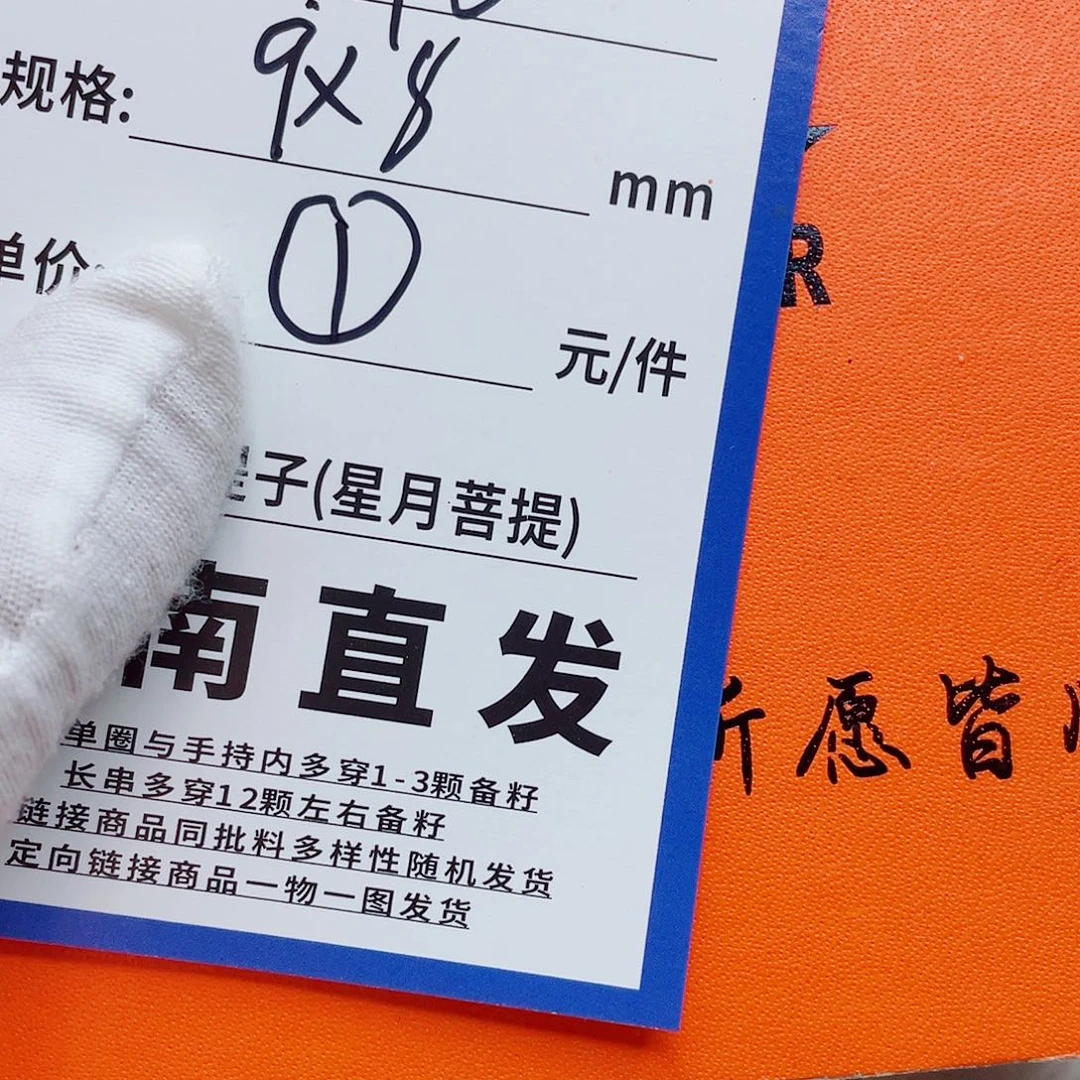 规格: 9x8 mm
单价: ① 元/件
子(星月菩提)
南直发
单圈与手持内多穿1-3颗备籽
长串多穿12颗左右备籽
链接商品同批料多样性随机发货
定向链接商品一物一图发货
R
所愿皆